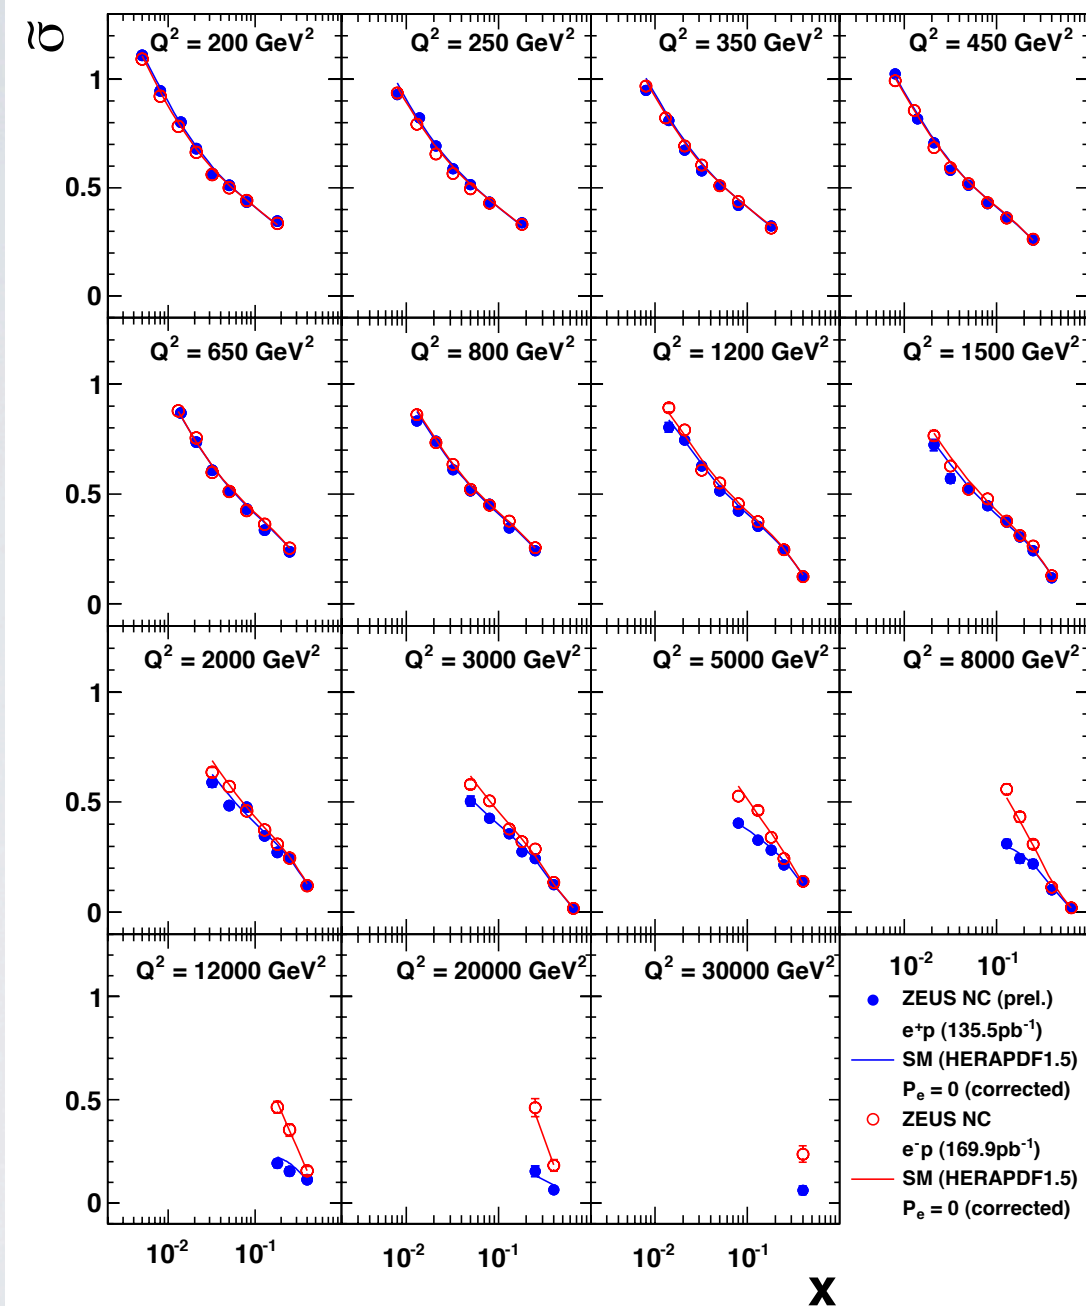 σ̃
Q² = 200 GeV²
Q² = 250 GeV²
Q² = 350 GeV²
Q² = 450 GeV²
1
0.5
0
Q² = 650 GeV²
Q² = 800 GeV²
Q² = 1200 GeV²
Q² = 1500 GeV²
1
0.5
0
Q² = 2000 GeV²
Q² = 3000 GeV²
Q² = 5000 GeV²
Q² = 8000 GeV²
1
0.5
0
Q² = 12000 GeV²
Q² = 20000 GeV²
Q² = 30000 GeV²
10⁻² 10⁻¹
1
0.5
0
ZEUS NC (prel.)
e⁺p (135.5pb⁻¹)
SM (HERAPDF1.5)
Pₑ = 0 (corrected)
ZEUS NC
e⁻p (169.9pb⁻¹)
SM (HERAPDF1.5)
Pₑ = 0 (corrected)
10⁻² 10⁻¹
10⁻² 10⁻¹
10⁻² 10⁻¹
x